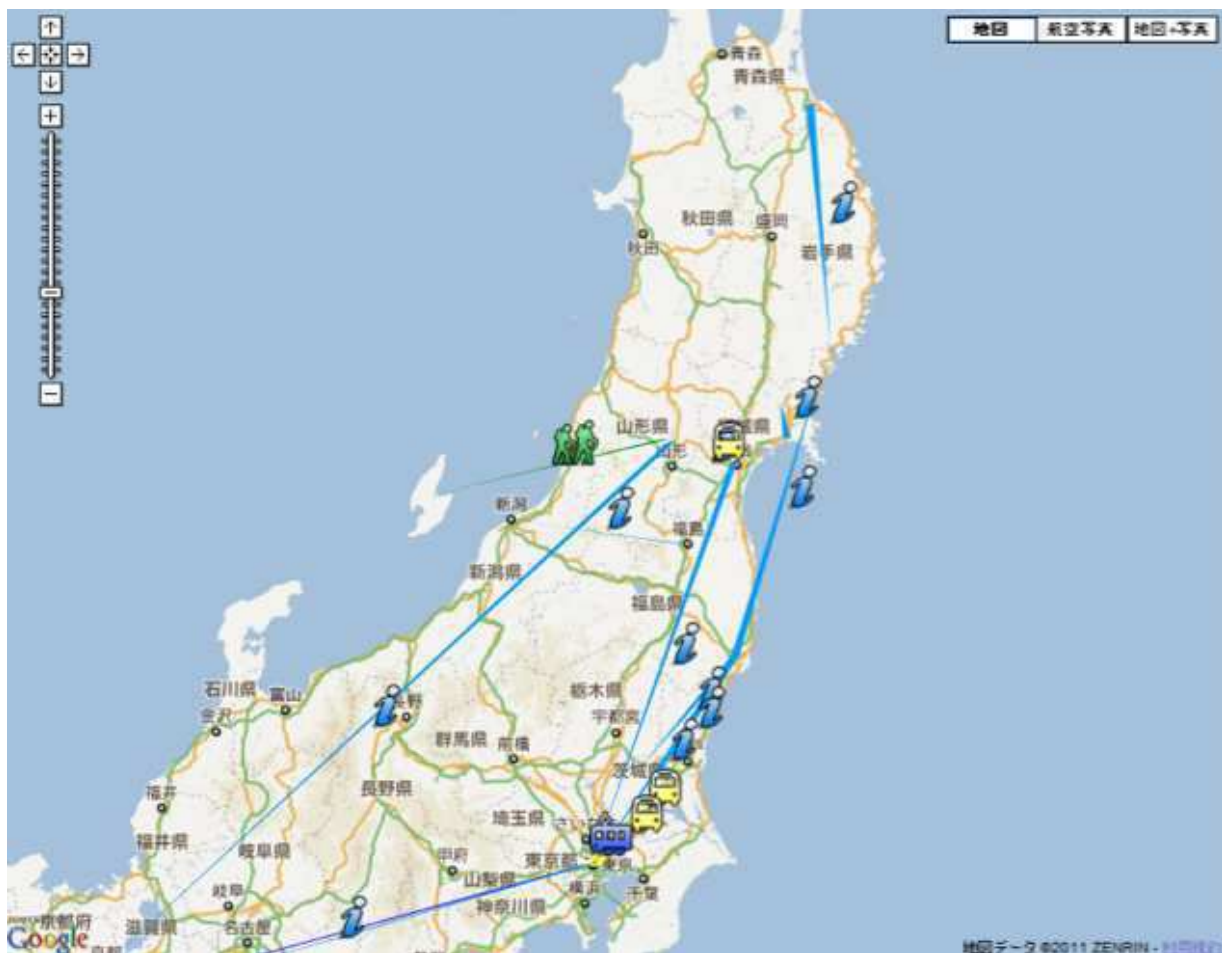 地図 航空写真 地図+写真
青森
青森県
秋田県
盛岡
秋田
岩手県
山形県
山形
新潟
福島
新潟県
福島県
石川県
富山
栃木県
金沢
宇都宮
群馬県
前橋
長野県
福井
埼玉県
福井県
岐阜県
東京都
東京
甲府
山梨県
岐阜
横浜
千葉
神奈川県
滋賀県
名古屋
京都府
Google
地図データ ©2011 ZENRIN - 利用規約